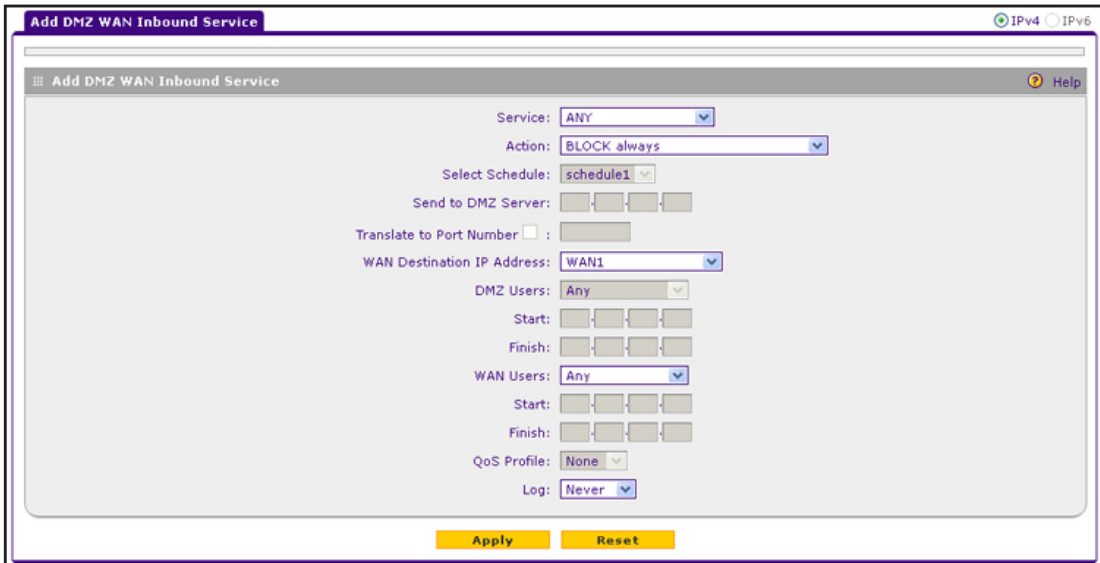 Add DMZ WAN Inbound Service IPv4 IPv6
Add DMZ WAN Inbound Service Help
Service: ANY
Action: BLOCK always
Select Schedule: schedule1
Send to DMZ Server:
Translate to Port Number :
WAN Destination IP Address: WAN1
DMZ Users: Any
Start:
Finish:
WAN Users: Any
Start:
Finish:
QoS Profile: None
Log: Never
Apply Reset